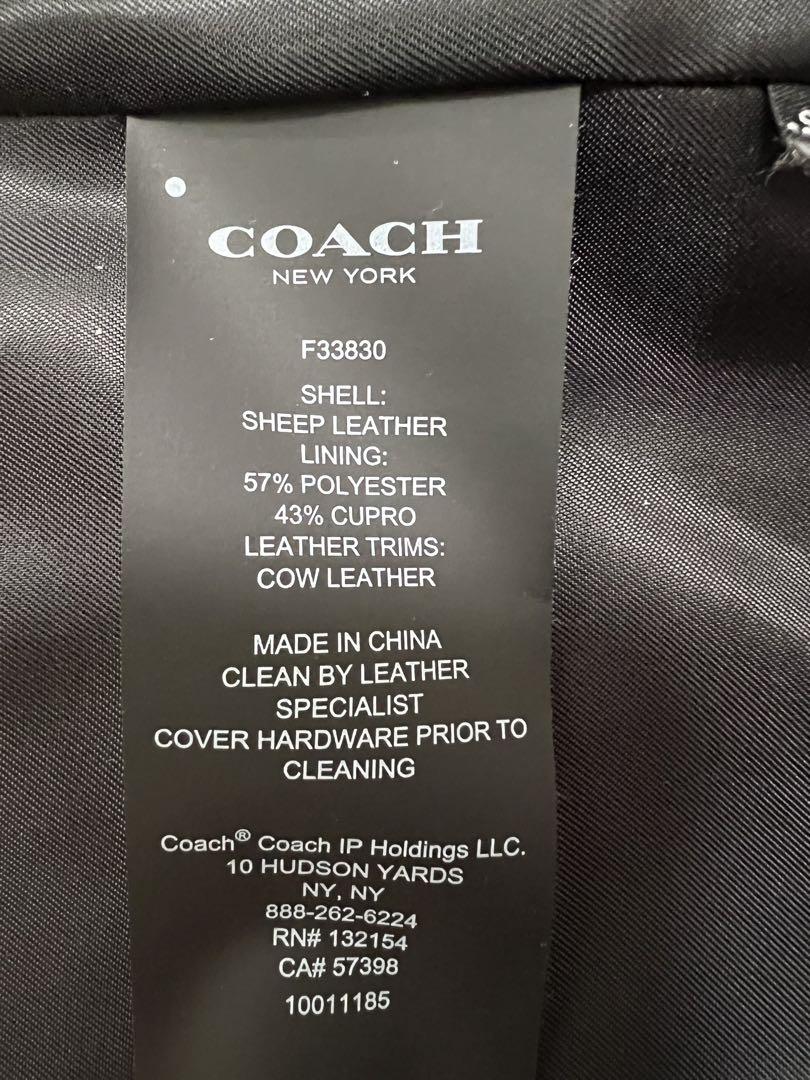 COACH
NEW YORK
F33830
SHELL:
SHEEP LEATHER
LINING:
57% POLYESTER
43% CUPRO
LEATHER TRIMS:
COW LEATHER
MADE IN CHINA
CLEAN BY LEATHER
SPECIALIST
COVER HARDWARE PRIOR TO
CLEANING
Coach® Coach IP Holdings LLC.
10 HUDSON YARDS
NY, NY
888-262-6224
RN# 132154
CA# 57398
10011185